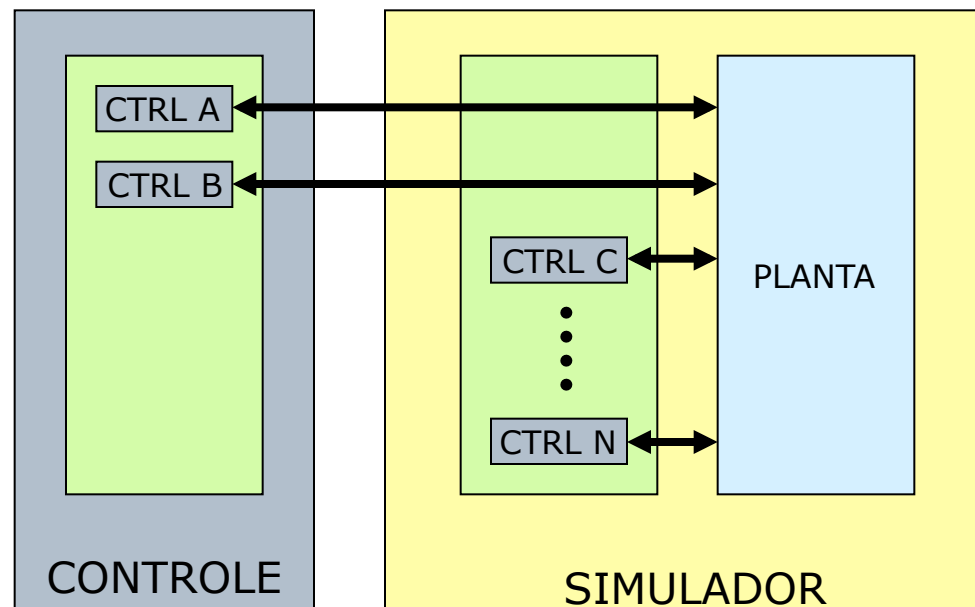 CTRL A
CTRL B
CTRL C
PLANTA
CTRL N
CONTROLE
SIMULADOR